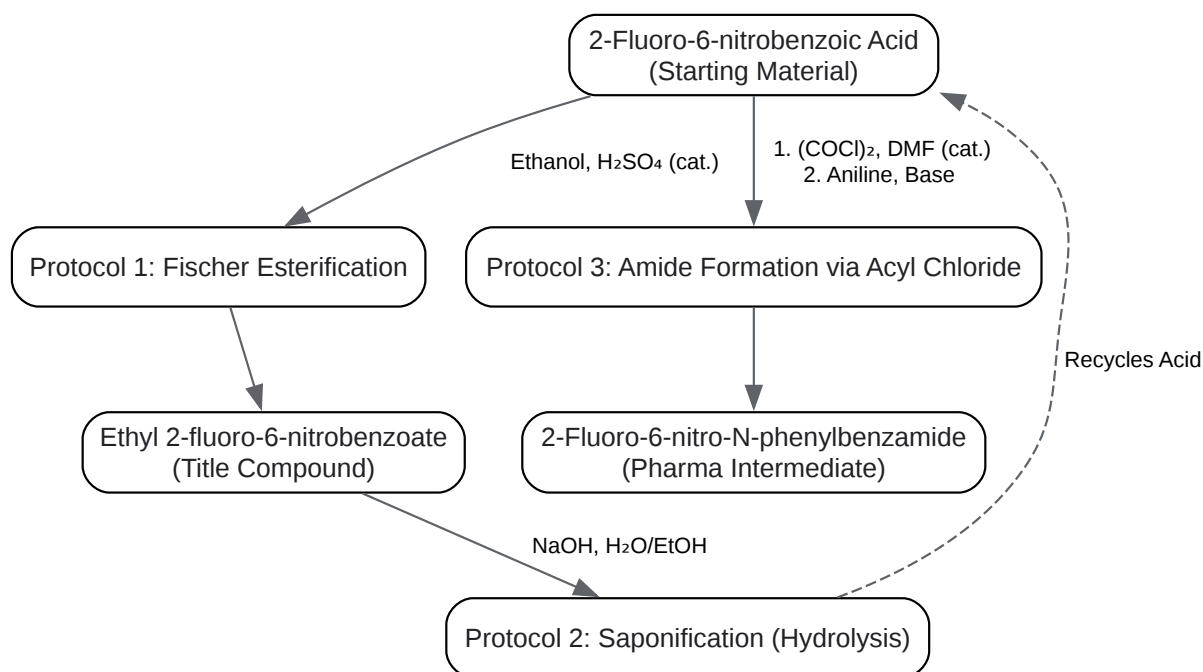 2-Fluoro-6-nitrobenzoic Acid
(Starting Material)
Ethanol, H₂SO₄ (cat.)
1. (COCl)₂, DMF (cat.)
2. Aniline, Base
Protocol 1: Fischer Esterification
Protocol 3: Amide Formation via Acyl Chloride
Recycles Acid
Ethyl 2-fluoro-6-nitrobenzoate
(Title Compound)
2-Fluoro-6-nitro-N-phenylbenzamide
(Pharma Intermediate)
NaOH, H₂O/EtOH
Protocol 2: Saponification (Hydrolysis)